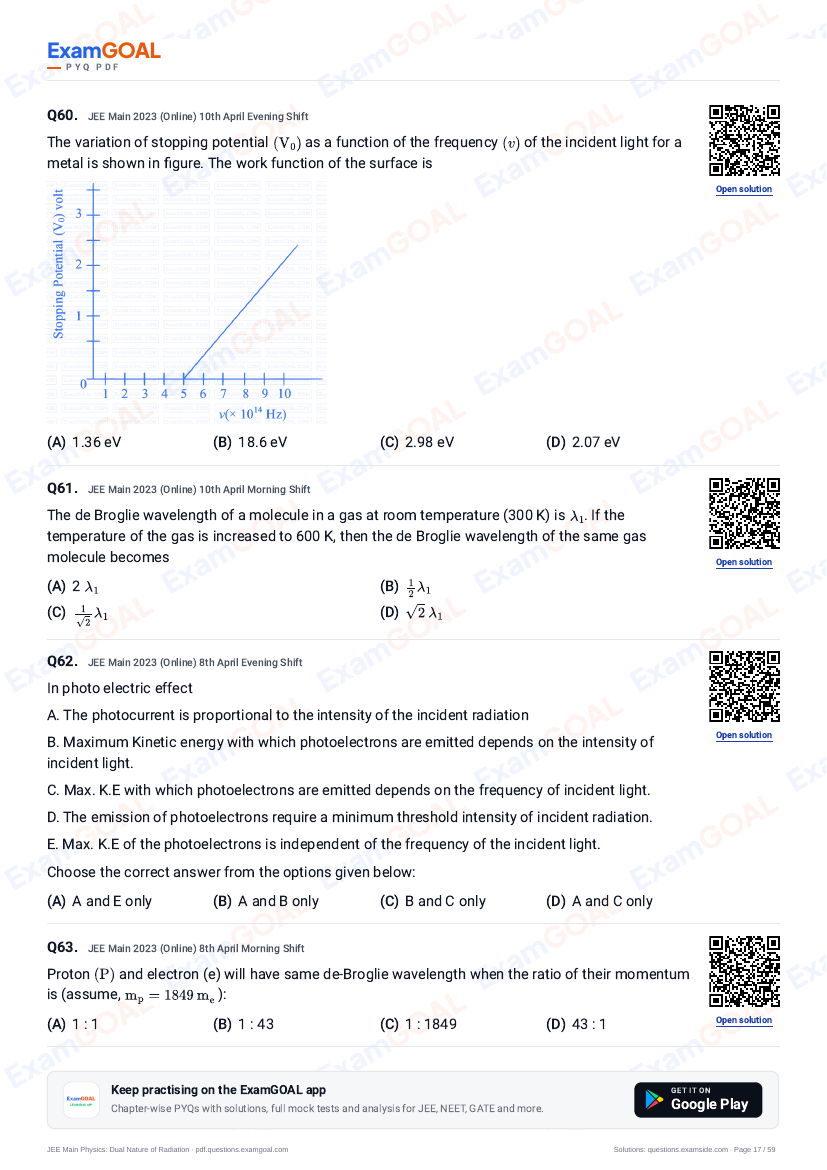 ExamGOAL
PYQ PDF
Q60. JEE Main 2023 (Online) 10th April Evening Shift
The variation of stopping potential (V₀) as a function of the frequency (v) of the incident light for a
metal is shown in figure. The work function of the surface is
Open solution
Stopping Potential (V₀) volt
3
2
1
0
1 2 3 4 5 6 7 8 9 10
v(× 10¹⁴ Hz)
(A) 1.36 eV (B) 18.6 eV (C) 2.98 eV (D) 2.07 eV
Q61. JEE Main 2023 (Online) 10th April Morning Shift
The de Broglie wavelength of a molecule in a gas at room temperature (300 K) is λ₁. If the
temperature of the gas is increased to 600 K, then the de Broglie wavelength of the same gas
molecule becomes
Open solution
(A) 2 λ₁ (B) 1/2 λ₁
(C) 1/√2 λ₁ (D) √2 λ₁
Q62. JEE Main 2023 (Online) 8th April Evening Shift
In photo electric effect
A. The photocurrent is proportional to the intensity of the incident radiation
B. Maximum Kinetic energy with which photoelectrons are emitted depends on the intensity of
incident light.
Open solution
C. Max. K.E with which photoelectrons are emitted depends on the frequency of incident light.
D. The emission of photoelectrons require a minimum threshold intensity of incident radiation.
E. Max. K.E of the photoelectrons is independent of the frequency of the incident light.
Choose the correct answer from the options given below:
(A) A and E only (B) A and B only (C) B and C only (D) A and C only
Q63. JEE Main 2023 (Online) 8th April Morning Shift
Proton (P) and electron (e) will have same de-Broglie wavelength when the ratio of their momentum
is (assume, mₚ = 1849 mₑ ):
(A) 1 : 1 (B) 1 : 43 (C) 1 : 1849 (D) 43 : 1
Open solution
ExamGOAL
Keep practising on the ExamGOAL app
Chapter-wise PYQs with solutions, full mock tests and analysis for JEE, NEET, GATE and more.
GET IT ON
Google Play
JEE Main Physics: Dual Nature of Radiation · pdf.questions.examgoal.com
Solutions: questions.examside.com · Page 17 / 59